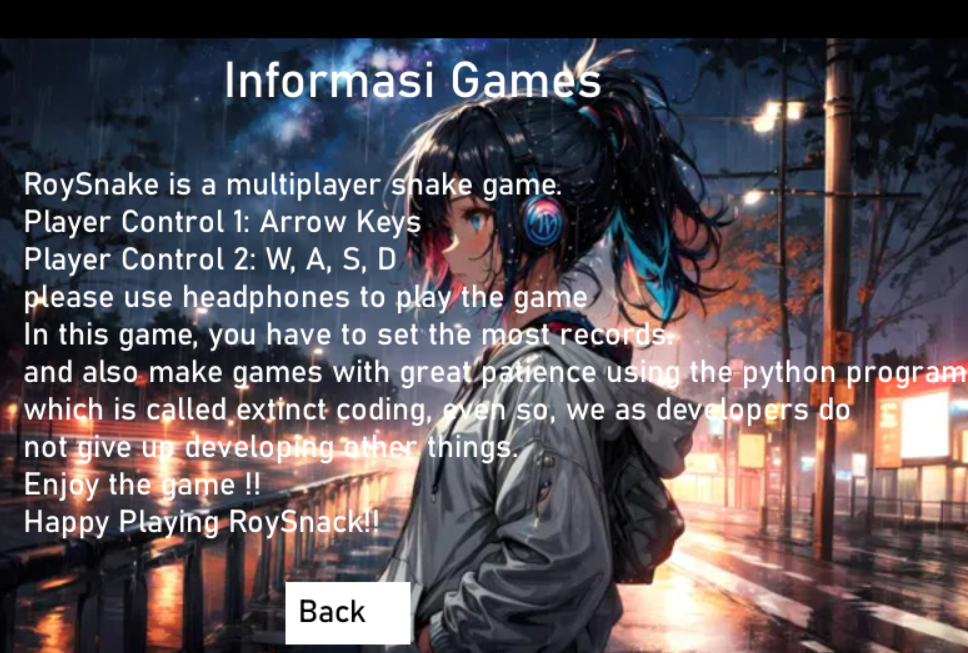 Informasi Games
RoySnake is a multiplayer snake game.
Player Control 1: Arrow Keys
Player Control 2: W, A, S, D
please use headphones to play the game
In this game, you have to set the most records.
and also make games with great patience using the python program
which is called extinct coding, even so, we as developers do
not give up developing other things.
Enjoy the game !!
Happy Playing RoySnack!!
Back